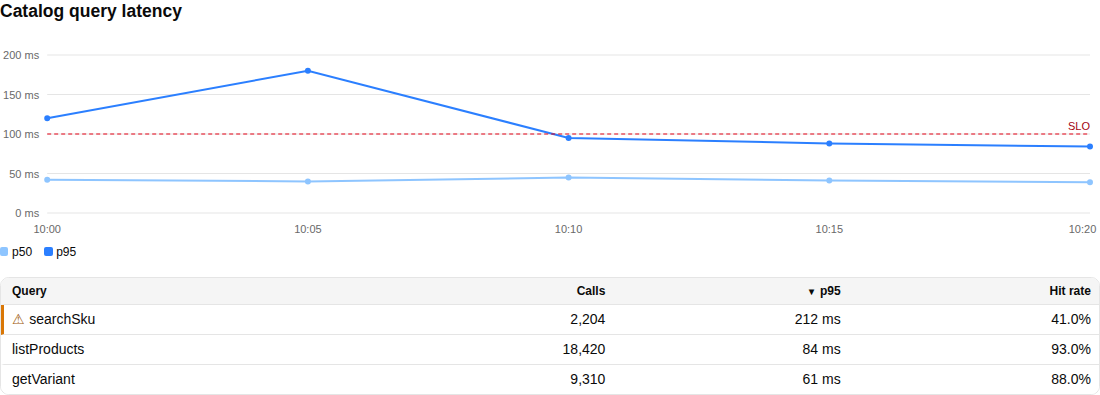 Catalog query latency
200 ms
150 ms
SLO
100 ms
50 ms
0 ms
10:00 10:05 10:10 10:15 10:20
p50 p95
Query Calls ▼ p95 Hit rate
⚠ searchSku 2,204 212 ms 41.0%
listProducts 18,420 84 ms 93.0%
getVariant 9,310 61 ms 88.0%